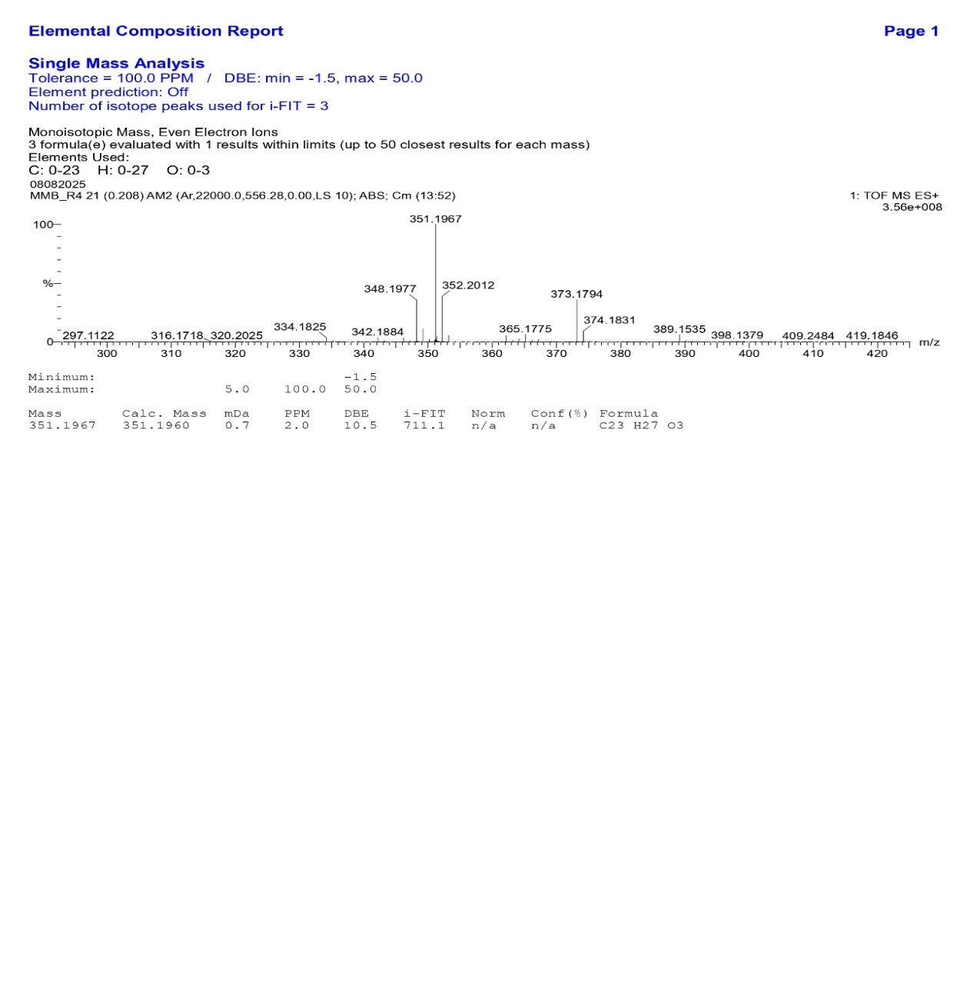 Elemental Composition Report Page 1
Single Mass Analysis
Tolerance = 100.0 PPM / DBE: min = -1.5, max = 50.0
Element prediction: Off
Number of isotope peaks used for i-FIT = 3
Monoisotopic Mass, Even Electron Ions
3 formula(e) evaluated with 1 results within limits (up to 50 closest results for each mass)
Elements Used:
C: 0-23 H: 0-27 O: 0-3
08082025
MMB_R4 21 (0.208) AM2 (Ar,22000.0,556.28,0.00,LS 10); ABS; Cm (13:52) 1: TOF MS ES+
3.56e+008
100
351.1967
%
348.1977 352.2012
373.1794
334.1825 374.1831
342.1884 365.1775 389.1535
0 297.1122 316.1718 320.2025 398.1379 409.2484 419.1846
300 310 320 330 340 350 360 370 380 390 400 410 420 m/z
Minimum: -1.5
Maximum: 5.0 100.0 50.0
Mass Calc. Mass mDa PPM DBE i-FIT Norm Conf(%) Formula
351.1967 351.1960 0.7 2.0 10.5 711.1 n/a n/a C23 H27 O3